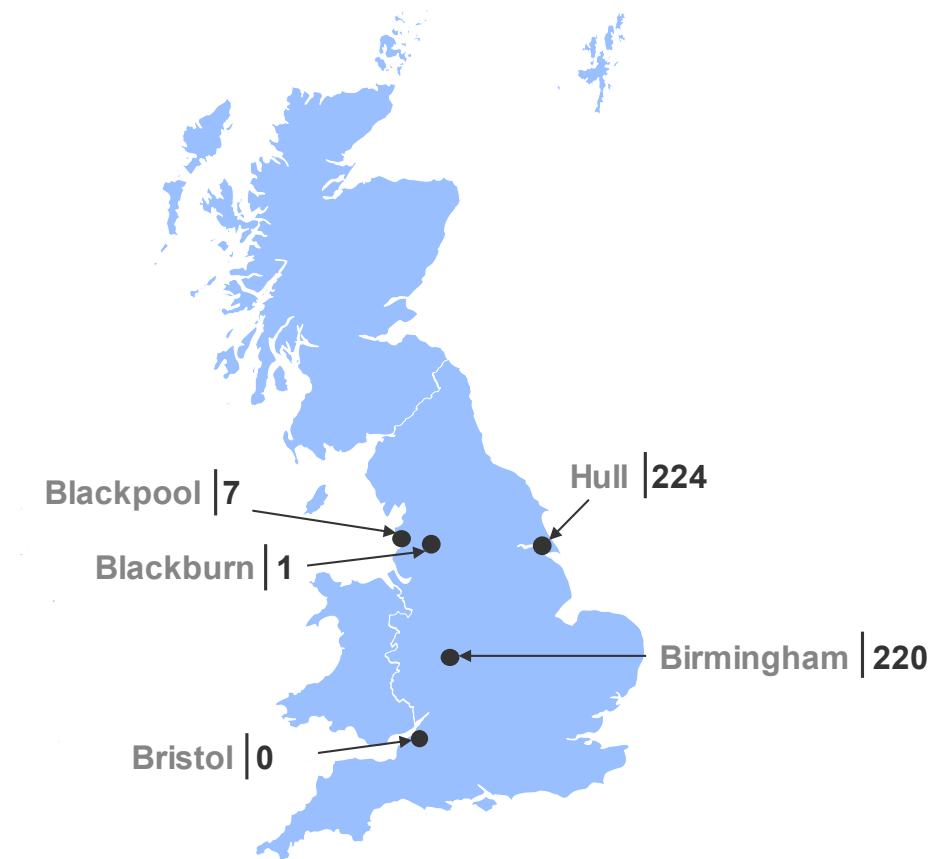 Hull | 224
Blackpool | 7
Blackburn | 1
Birmingham | 220
Bristol | 0